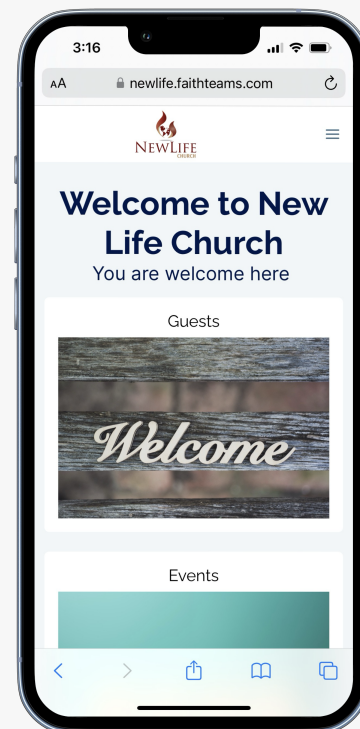 3:16
AA newlife.faithteams.com
NEWLIFE
CHURCH
Welcome to New
Life Church
You are welcome here
Guests
Welcome
Events